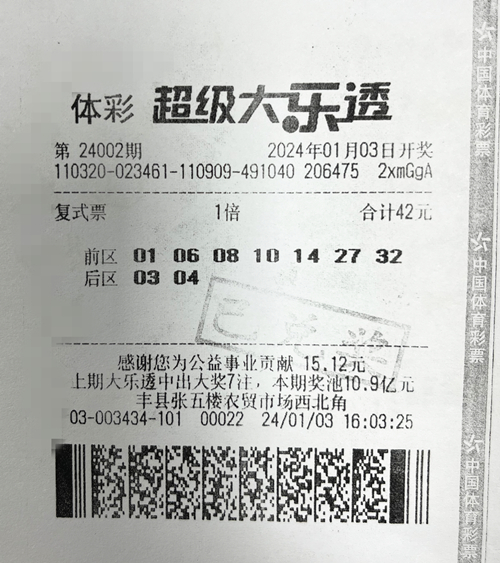 体彩 超级大乐透
第 24002期 2024年01月03日开奖
110320-023461-110909-491040 206475 2xmGgA
复式票 1倍 合计42元
前区 01 06 08 10 14 27 32
后区 03 04
已兑奖
感谢您为公益事业贡献 15.12元
上期大乐透中出大奖7注，本期奖池10.9亿元
丰县张五楼农贸市场西北角
03-003434-101 00022 24/01/03 16:03:25
中国体育彩票
中国体育彩票
中国体育彩票